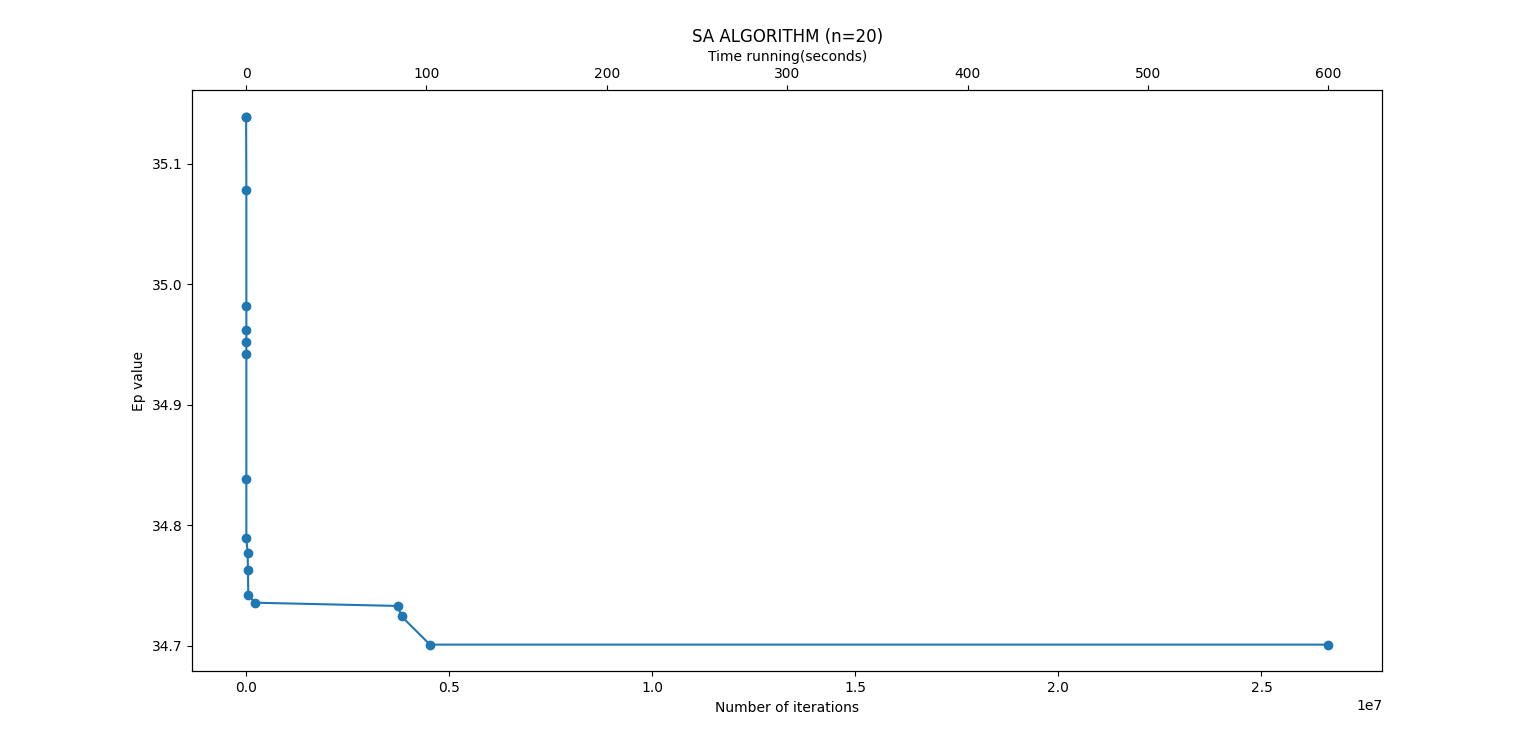 SA ALGORITHM (n=20)
Time running(seconds)
0 100 200 300 400 500 600
35.1
35.0
34.9
34.8
34.7
Ep value
0.0 0.5 1.0 1.5 2.0 2.5
1e7
Number of iterations